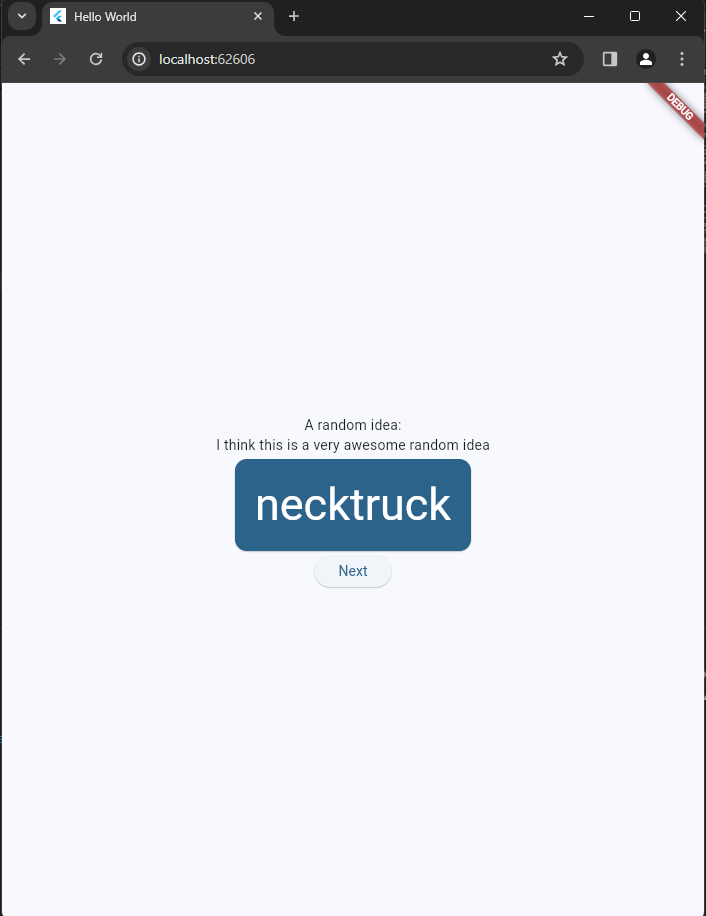 Hello World
localhost:62606
DEBUG
A random idea:
I think this is a very awesome random idea
necktruck
Next